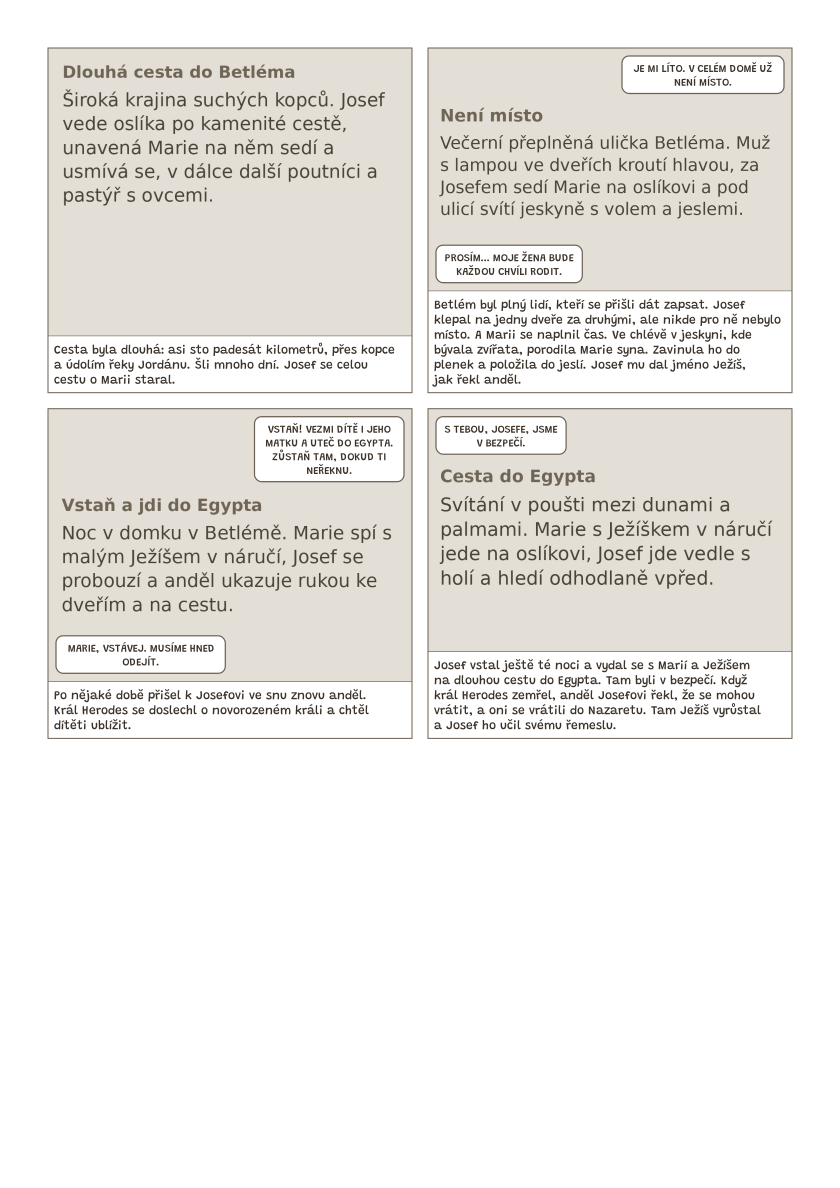 Dlouhá cesta do Betléma
Široká krajina suchých kopců. Josef
vede oslíka po kamenité cestě,
unavená Marie na něm sedí a
usmívá se, v dálce další poutníci a
pastýř s ovcemi.
Cesta byla dlouhá: asi sto padesát kilometrů, přes kopce
a údolím řeky Jordánu. Šli mnoho dní. Josef se celou
cestu o Marii staral.
JE MI LÍTO. V CELÉM DOMĚ UŽ
NENÍ MÍSTO.
Není místo
Večerní přeplněná ulička Betléma. Muž
s lampou ve dveřích kroutí hlavou, za
Josefem sedí Marie na oslíkovi a pod
ulicí svítí jeskyně s volem a jeslemi.
PROSÍM... MOJE ŽENA BUDE
KAŽDOU CHVÍLI RODIT.
Betlém byl plný lidí, kteří se přišli dát zapsat. Josef
klepal na jedny dveře za druhými, ale nikde pro ně nebylo
místo. A Marii se naplnil čas. Ve chlévě v jeskyni, kde
bývala zvířata, porodila Marie syna. Zavinula ho do
plenek a položila do jeslí. Josef mu dal jméno Ježíš,
jak řekl anděl.
VSTAŇ! VEZMI DÍTĚ I JEHO
MATKU A UTEČ DO EGYPTA.
ZŮSTAŇ TAM, DOKUD TI
NEŘEKNU.
Vstaň a jdi do Egypta
Noc v domku v Betlémě. Marie spí s
malým Ježíšem v náručí, Josef se
probouzí a anděl ukazuje rukou ke
dveřím a na cestu.
MARIE, VSTÁVEJ. MUSÍME HNED
ODEJÍT.
Po nějaké době přišel k Josefovi ve snu znovu anděl.
Král Herodes se doslechl o novorozeném králi a chtěl
dítěti ublížit.
S TEBOU, JOSEFE, JSME
V BEZPEČÍ.
Cesta do Egypta
Svítání v poušti mezi dunami a
palmami. Marie s Ježíškem v náručí
jede na oslíkovi, Josef jde vedle s
holí a hledí odhodlaně vpřed.
Josef vstal ještě té noci a vydal se s Marií a Ježíšem
na dlouhou cestu do Egypta. Tam byli v bezpečí. Když
král Herodes zemřel, anděl Josefovi řekl, že se mohou
vrátit, a oni se vrátili do Nazaretu. Tam Ježíš vyrůstal
a Josef ho učil svému řemeslu.